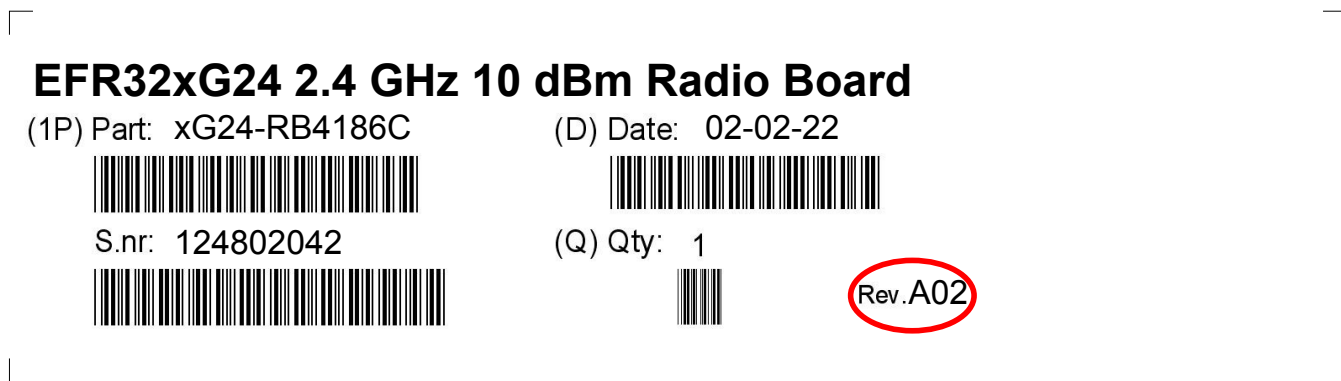 EFR32xG24 2.4 GHz 10 dBm Radio Board
(1P) Part: xG24-RB4186C
(D) Date: 02-02-22
S.nr: 124802042
(Q) Qty: 1
Rev.A02